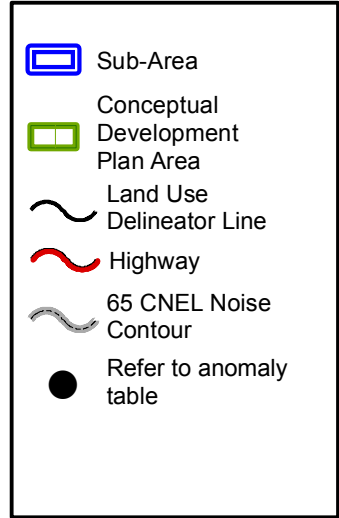 Sub-Area
Conceptual
Development
Plan Area
Land Use
Delineator Line
Highway
65 CNEL Noise
Contour
Refer to anomaly
table